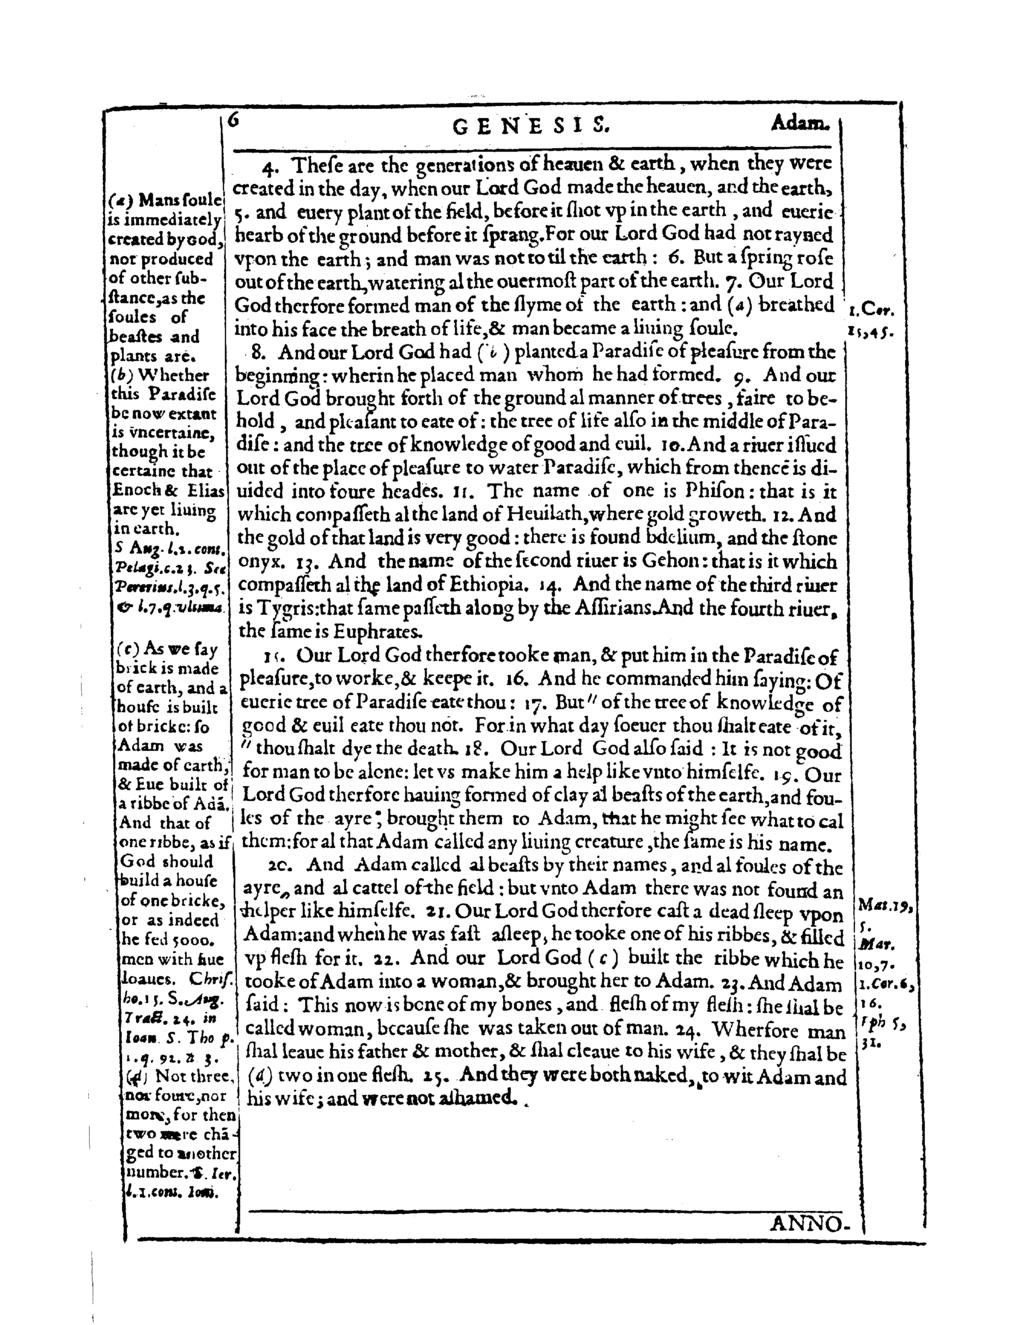 6 GENESIS. Adam.
4. Theſe are the generations of heauen & earth, when they were
created in the day, when our Lord God made the heauen, and the earth,
5. and euery plant of the field, before it ſhot vp in the earth, and euerie
hearb of the ground before it ſprang. For our Lord God had not rayned
vpon the earth; and man was not to til the earth: 6. But a ſpring roſe
out of the earth, watering al the ouermoſt part of the earth. 7. Our Lord
God therfore formed man of the ſlyme of the earth: and (a) breathed
into his face the breath of life, & man became a liuing ſoule.
8. And our Lord God had ( ) planted a Paradiſe of pleaſure from the
beginning: wherin he placed man whom he had formed. 9. And our
Lord God brought forth of the ground al manner of trees, faire to be-
hold, and pleaſant to eate of: the tree of life alſo in the middle of Para-
diſe: and the tree of knowledge of good and euil. 10. And a riuer iſſued
out of the place of pleaſure to water Paradiſe, which from thence is di-
uided into foure heades. 11. The name of one is Phiſon: that is it
which compaſſeth al the land of Heuilath, where gold groweth. 12. And
the gold of that land is very good: there is found bdelium, and the ſtone
onyx. 13. And the name of the ſecond riuer is Gehon: that is it which
compaſſeth al the land of Ethiopia. 14. And the name of the third riuer
is Tygris: that ſame paſſeth along by the Aſſirians. And the fourth riuer,
the ſame is Euphrates.
15. Our Lord God therfore tooke man, & put him in the Paradiſe of
pleaſure, to worke, & keepe it. 16. And he commanded him ſaying: Of
euerie tree of Paradiſe eate thou: 17. But " of the tree of knowledge of
good & euil eate thou not. For in what day ſoeuer thou ſhalt eate of it,
" thou ſhalt dye the death. 18. Our Lord God alſo ſaid: It is not good
for man to be alone: let vs make him a help like vnto himſelfe. 19. Our
Lord God therfore hauing formed of clay al beaſts of the earth, and fou-
les of the ayre, brought them to Adam, that he might ſee what to cal
them: for al that Adam called any liuing creature, the ſame is his name.
20. And Adam called al beaſts by their names, and al foules of the
ayre, and al cattel of the field: but vnto Adam there was not found an
helper like himſelfe. 21. Our Lord God therfore caſt a dead ſleep vpon
Adam: and when he was faſt aſleep, he tooke one of his ribbes, & filled
vp fleſh for it. 22. And our Lord God (c) built the ribbe which he
tooke of Adam into a woman, & brought her to Adam. 23. And Adam
ſaid: This now is bone of my bones, and fleſh of my fleſh: ſhe ſhal be
called woman, becauſe ſhe was taken out of man. 24. Wherfore man
ſhal leaue his father & mother, & ſhal cleaue to his wife, & they ſhal be
(d) two in one fleſh. 25. And they were both naked, to wit Adam and
his wife; and were not aſhamed.
(a) Mans ſoule
is immediately
created by God,
not produced
of other ſub-
ſtance, as the
ſoules of
beaſtes and
plants are.
(b) Whether
this Paradiſe
be now extant
is vncertaine,
though it be
certaine that
Enoch & Elias
are yet liuing
in earth.
S Aug. l.2. cont.
Pelagi. c.23. See
Pererius. l.3. q.5.
& l.7. q.
(c) As we ſay
brick is made
of earth, and a
houſe is built
of bricke: ſo
Adam was
made of earth,
& Eue built of
a ribbe of Adā.
And that of
one ribbe, as if
God should
build a houſe
of one bricke,
or as indeed
he fed 5000.
men with fiue
loaues. Chriſ.
ho. 15. S. Aug.
Tract. 24. in
Ioan. S. Tho p.
1. q. 92. a 3.
(d) Not three,
nor foure, nor
more, for then
two were chā-
ged to another
number. S. Ier.
l.1. cont. Ioui.
1. Cor.
15,45.
Mat. 19,
5.
Mar.
10,7.
1. Cor. 6,
16.
Eph 5,
31.
ANNO-